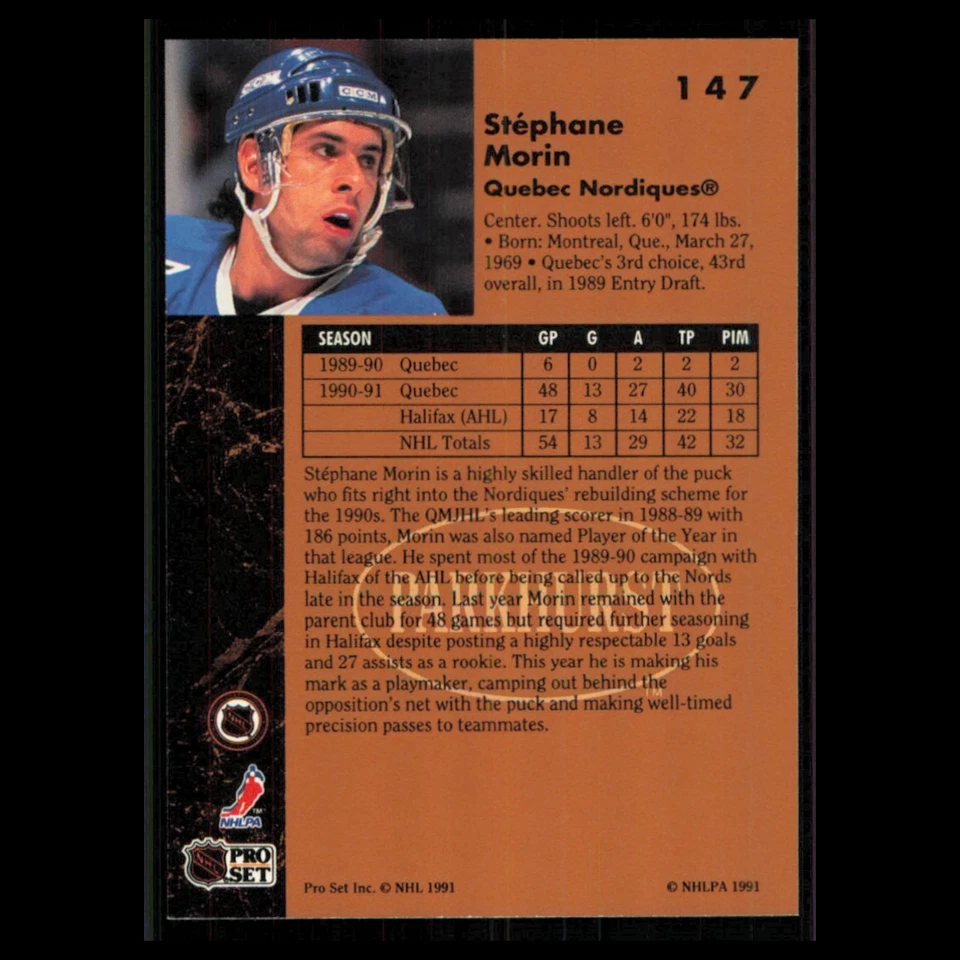 CCM
CCM
147
Stéphane
Morin
Quebec Nordiques®
Center. Shoots left. 6'0", 174 lbs.
• Born: Montreal, Que., March 27,
1969 • Quebec's 3rd choice, 43rd
overall, in 1989 Entry Draft.
SEASON GP G A TP PIM
1989-90 Quebec 6 0 2 2 2
1990-91 Quebec 48 13 27 40 30
Halifax (AHL) 17 8 14 22 18
NHL Totals 54 13 29 42 32
Stéphane Morin is a highly skilled handler of the puck
who fits right into the Nordiques' rebuilding scheme for
the 1990s. The QMJHL's leading scorer in 1988-89 with
186 points, Morin was also named Player of the Year in
that league. He spent most of the 1989-90 campaign with
Halifax of the AHL before being called up to the Nords
late in the season. Last year Morin remained with the
parent club for 48 games but required further seasoning
in Halifax despite posting a highly respectable 13 goals
and 27 assists as a rookie. This year he is making his
mark as a playmaker, camping out behind the
opposition's net with the puck and making well-timed
precision passes to teammates.
PARKHURST
TM
NHL
TM
NHLPA
NHL PRO
SET
Pro Set Inc. © NHL 1991 © NHLPA 1991